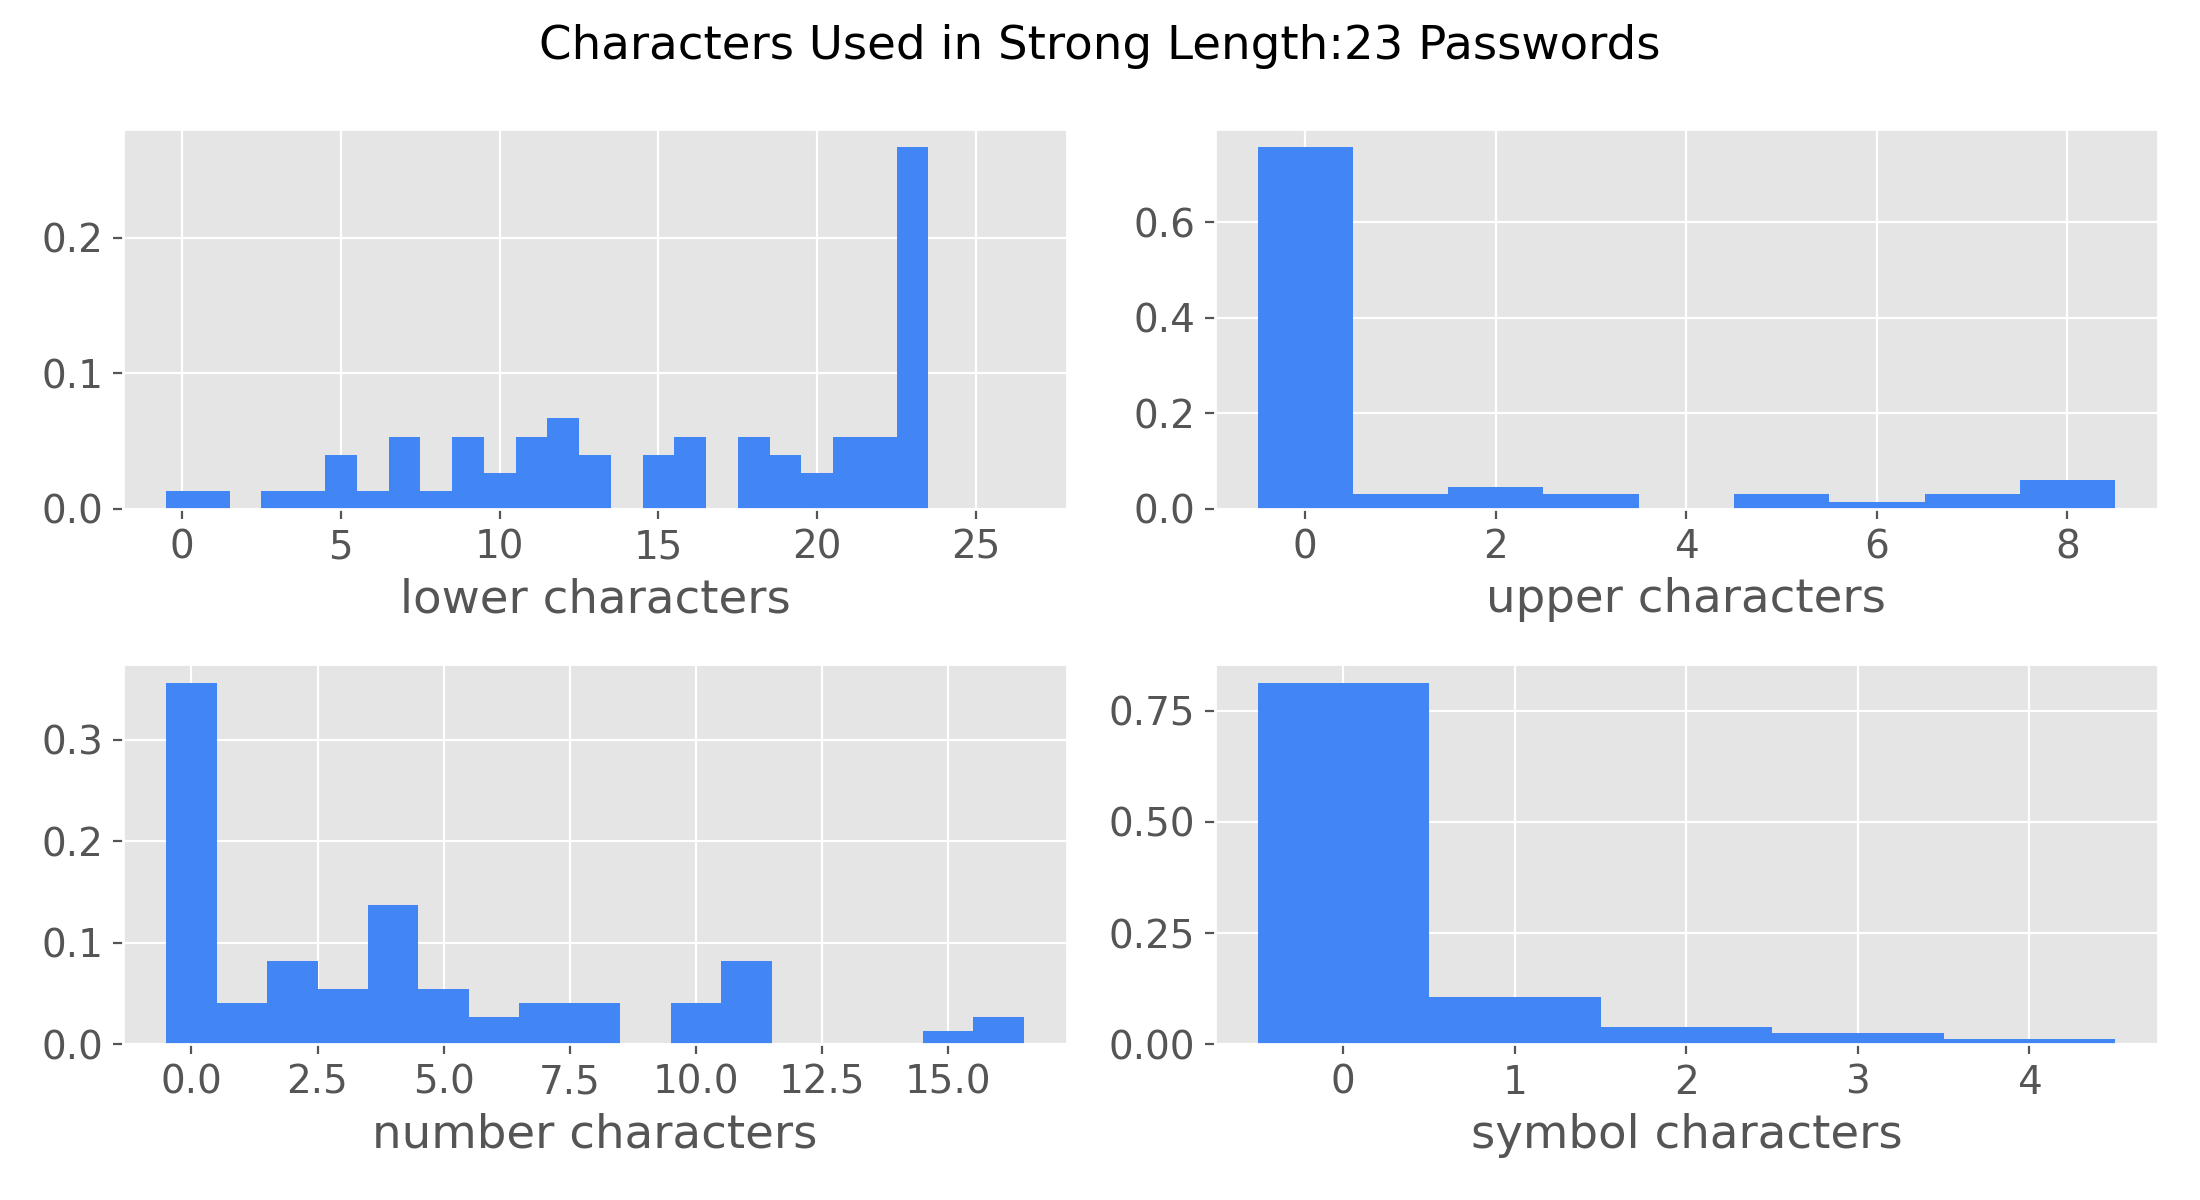 Characters Used in Strong Length:23 Passwords
0.2
0.1
0.0
0 5 10 15 20 25
lower characters
0.6
0.4
0.2
0.0
0 2 4 6 8
upper characters
0.3
0.2
0.1
0.0
0.0 2.5 5.0 7.5 10.0 12.5 15.0
number characters
0.75
0.50
0.25
0.00
0 1 2 3 4
symbol characters